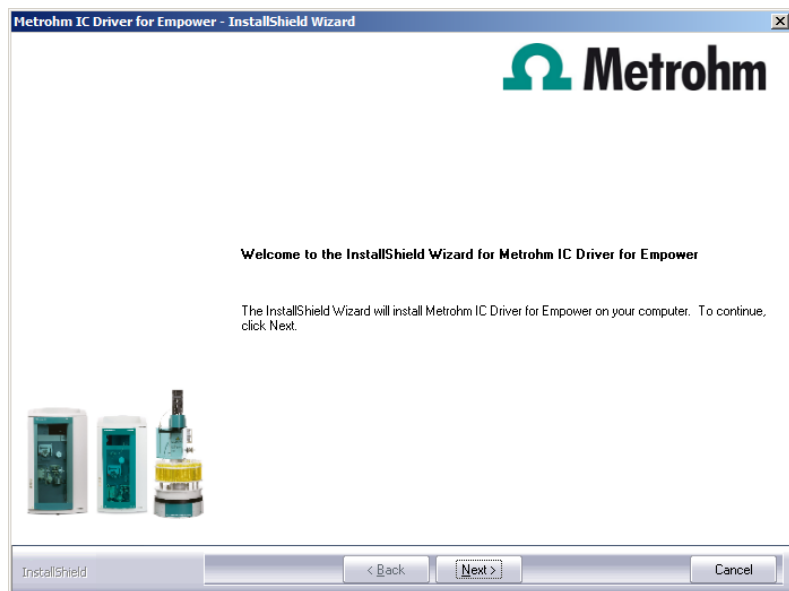 Metrohm IC Driver for Empower - InstallShield Wizard
Metrohm
Welcome to the InstallShield Wizard for Metrohm IC Driver for Empower
The InstallShield Wizard will install Metrohm IC Driver for Empower on your computer.  To continue,
click Next.
InstallShield
< Back
Next >
Cancel